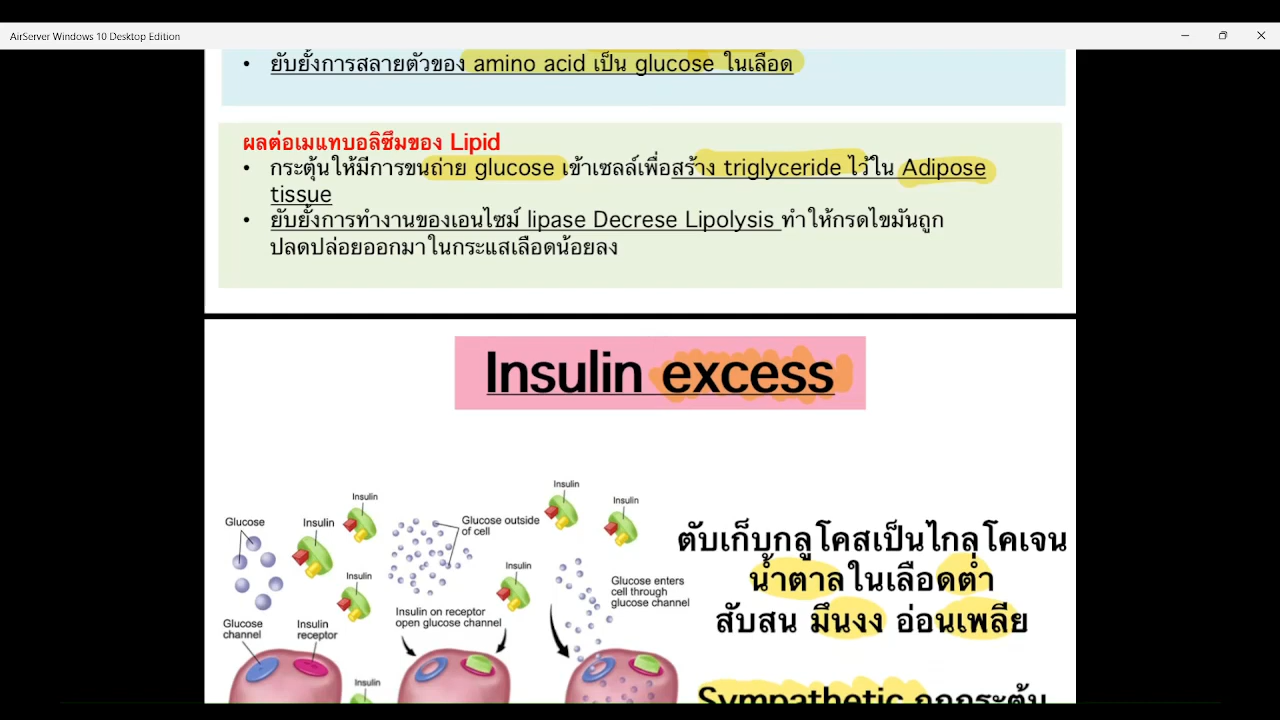 AirServer Windows 10 Desktop Edition
• ยับยั้งการสลายตัวของ amino acid เป็น glucose ในเลือด
ผลต่อเมแทบอลิซึมของ Lipid
• กระตุ้นให้มีการขนถ่าย glucose เข้าเซลล์เพื่อสร้าง triglyceride ไว้ใน Adipose
tissue
• ยับยั้งการทำงานของเอนไซม์ lipase Decrese Lipolysis ทำให้กรดไขมันถูก
ปลดปล่อยออกมาในกระแสเลือดน้อยลง
Insulin excess
Glucose
Insulin
Insulin
Insulin
Glucose channel
Insulin receptor
Insulin
Glucose outside
of cell
Insulin
Insulin on receptor
open glucose channel
Insulin
Insulin
Glucose enters
cell through
glucose channel
ตับเก็บกลูโคสเป็นไกลโคเจน
น้ำตาลในเลือดต่ำ
สับสน มึนงง อ่อนเพลีย
Sympathetic ถูกกระตุ้น